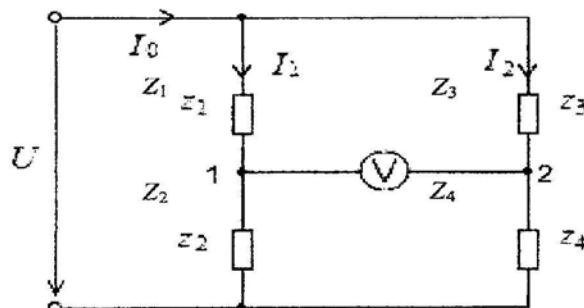 I₀
I₁
I₂
Z₁
z₁
Z₃
z₃
U
1
V
2
Z₂
Z₄
z₂
z₄